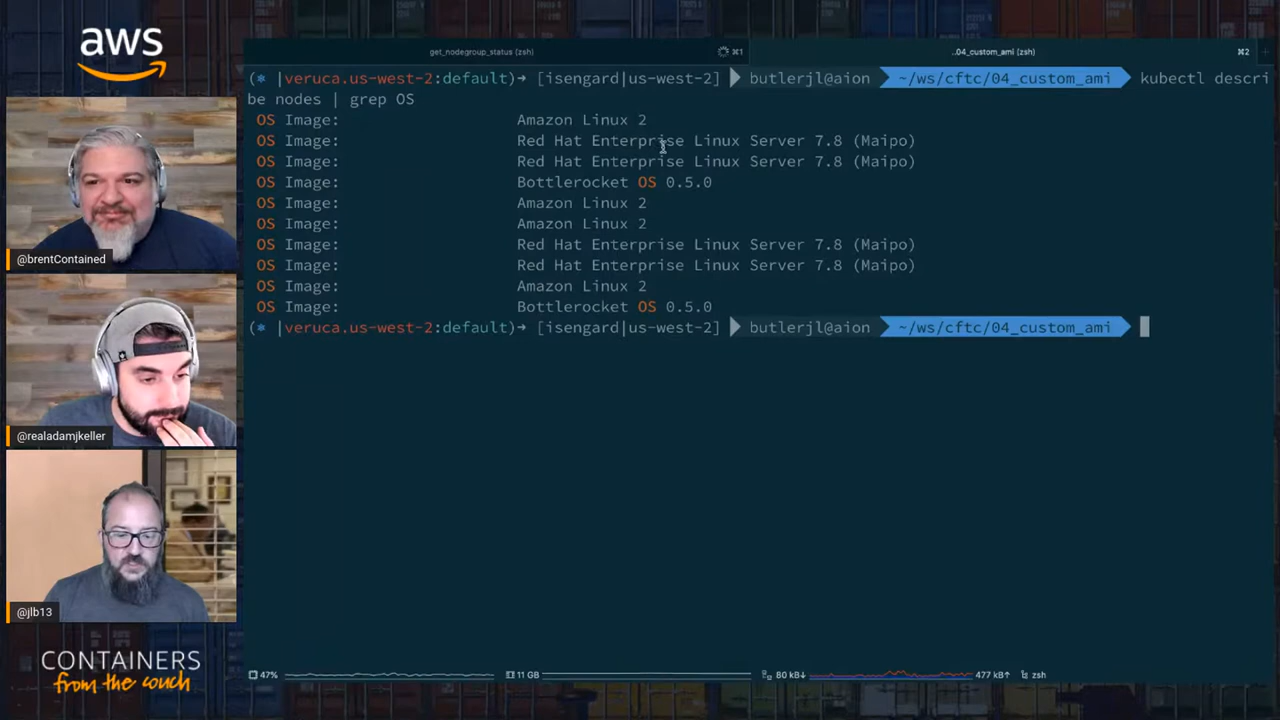 aws
get_nodegroup_status (zsh) ⌘1 ..04_custom_ami (zsh) ⌘2
(* |veruca.us-west-2:default)➜ [isengard|us-west-2] butlerjl@aion ~/ws/cftc/04_custom_ami kubectl descri
be nodes | grep OS
OS Image: Amazon Linux 2
OS Image: Red Hat Enterprise Linux Server 7.8 (Maipo)
OS Image: Red Hat Enterprise Linux Server 7.8 (Maipo)
OS Image: Bottlerocket OS 0.5.0
OS Image: Amazon Linux 2
OS Image: Amazon Linux 2
OS Image: Red Hat Enterprise Linux Server 7.8 (Maipo)
OS Image: Red Hat Enterprise Linux Server 7.8 (Maipo)
OS Image: Amazon Linux 2
OS Image: Bottlerocket OS 0.5.0
(* |veruca.us-west-2:default)➜ [isengard|us-west-2] butlerjl@aion ~/ws/cftc/04_custom_ami
@brentContained
@realadamjkeller
@jlb13
CONTAINERS
from the couch
47% 11 GB 80 kB↓ 477 kB↑ zsh